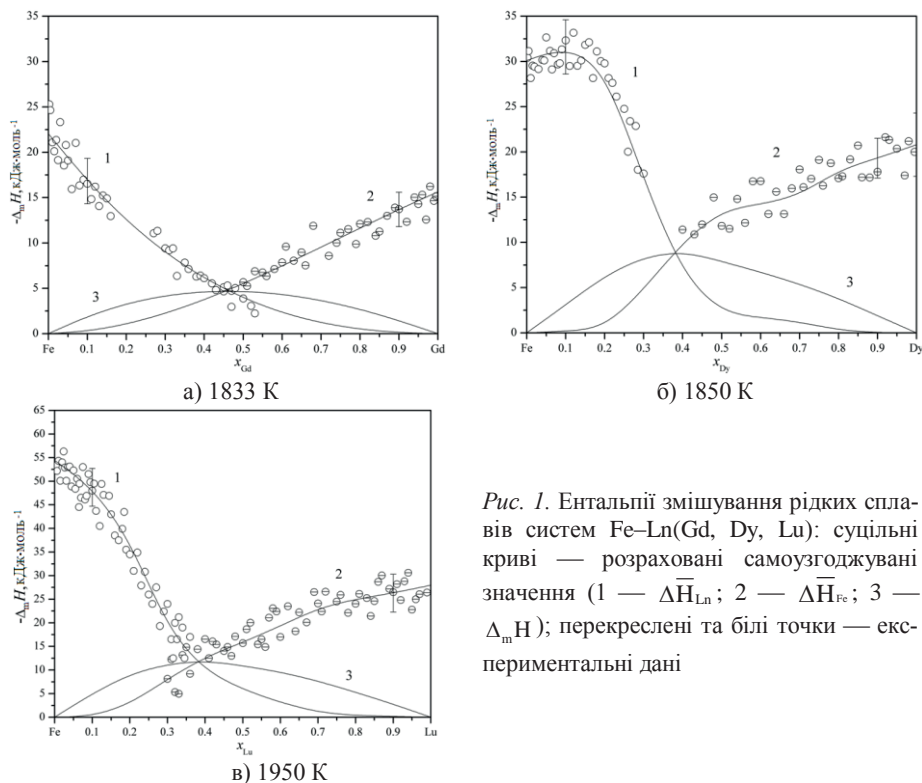 35
30
25
20
15
10
5
0
-ΔₘH, кДж·моль⁻¹
1
2
3
Fe 0.1 0.2 0.3 0.4 0.5 0.6 0.7 0.8 0.9 Gd
x_Gd
а) 1833 К
35
30
25
20
15
10
5
0
-ΔₘH, кДж·моль⁻¹
1
2
3
Fe 0.1 0.2 0.3 0.4 0.5 0.6 0.7 0.8 0.9 Dy
x_Dy
б) 1850 К
65
60
55
50
45
40
35
30
25
20
15
10
5
0
-ΔₘH, кДж·моль⁻¹
1
2
3
Fe 0.1 0.2 0.3 0.4 0.5 0.6 0.7 0.8 0.9 Lu
x_Lu
в) 1950 К
Рис. 1. Ентальпії змішування рідких спла-
вів систем Fe–Ln(Gd, Dy, Lu): суцільні
криві — розраховані самоузгоджувані
значення (1 — ΔH̅_Ln; 2 — ΔH̅_Fe; 3 —
ΔₘH); перекреслені та білі точки — екс-
периментальні дані